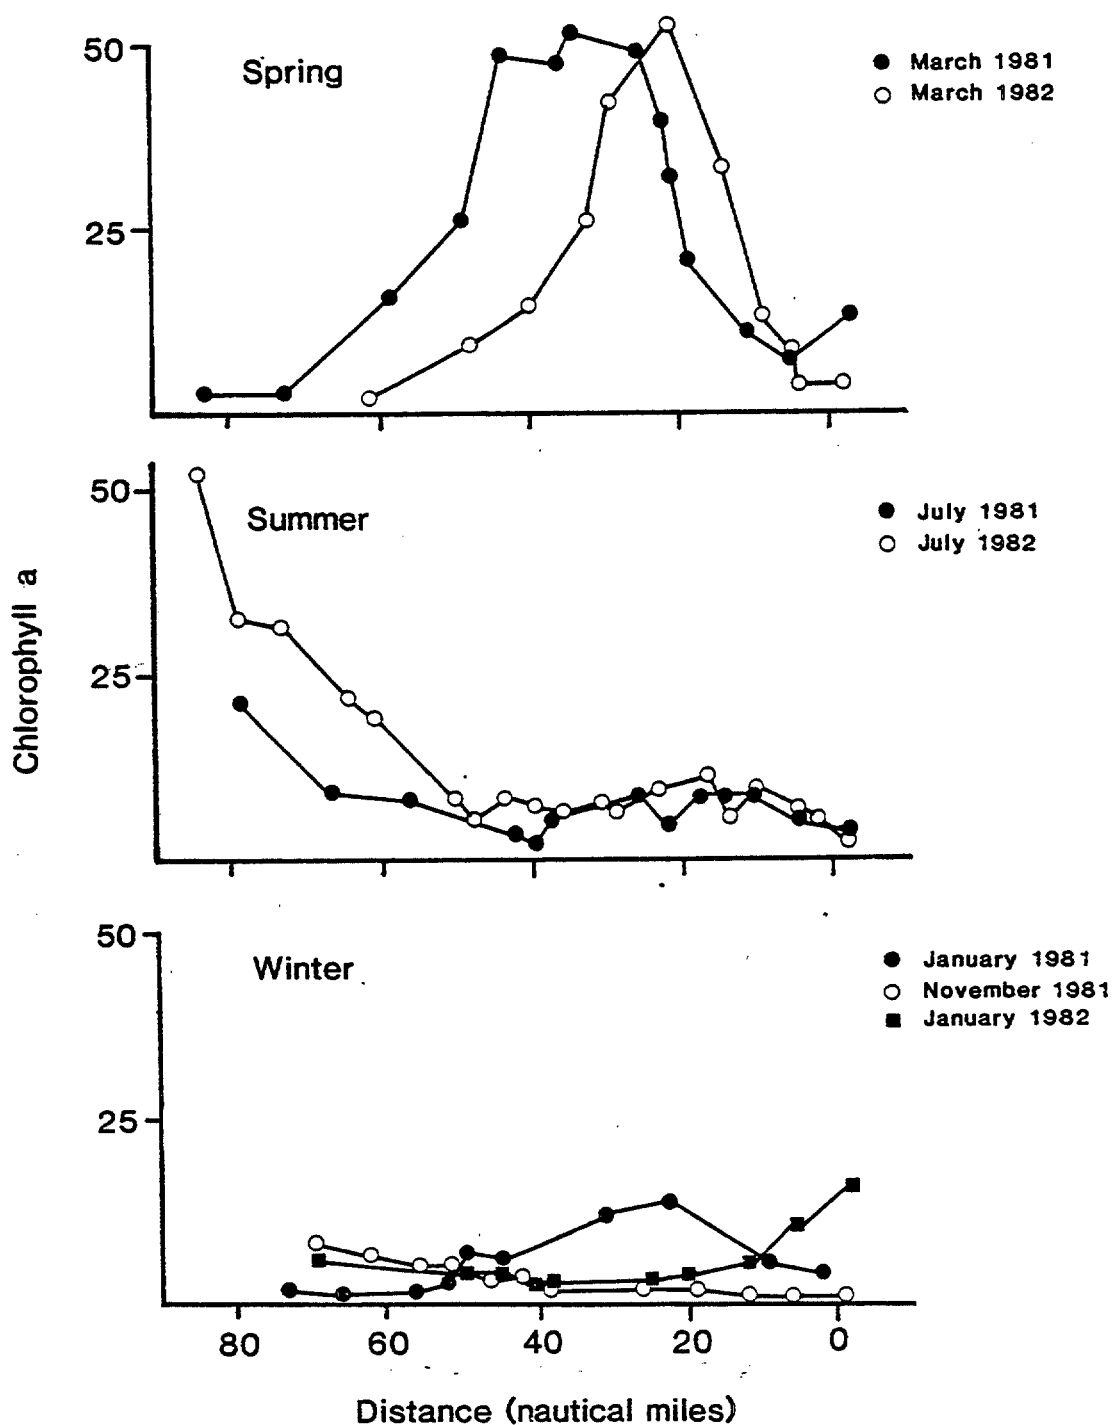 50
Spring
March 1981
March 1982
25
50
Summer
July 1981
July 1982
Chlorophyll a
25
50
Winter
January 1981
November 1981
January 1982
25
80 60 40 20 0
Distance (nautical miles)